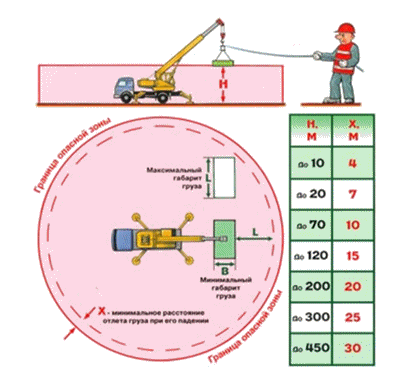 H
Н, М
Х, М
до 10
4
до 20
7
до 70
10
до 120
15
до 200
20
до 300
25
до 450
30
Граница опасной зоны
Максимальный
габарит
груза
L
L
B
Минимальный
габарит
груза
X - минимальное расстояние
отлета груза при его падении
Граница опасной зоны